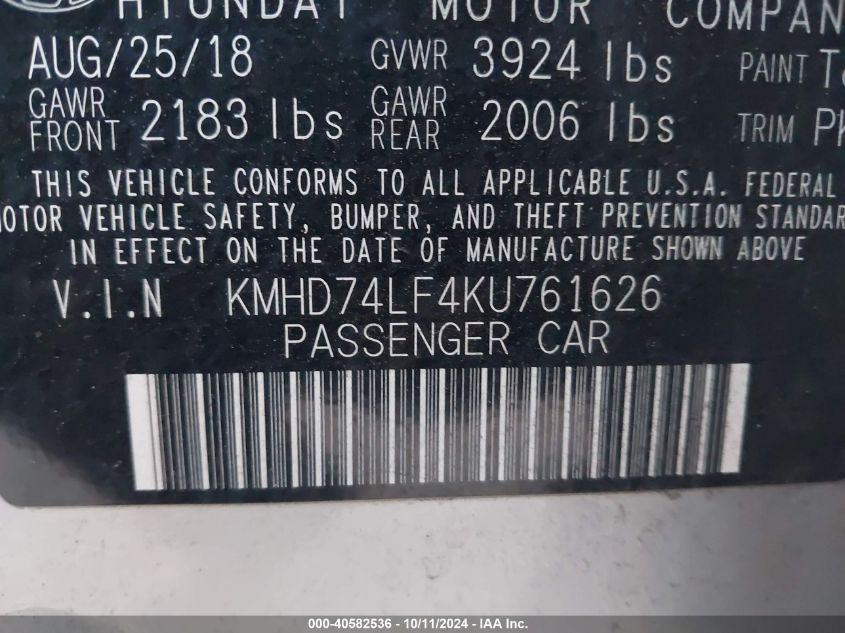 HYUNDAI MOTOR COMPAN
AUG/25/18 GVWR 3924 lbs PAINT T
GAWR FRONT 2183 lbs GAWR REAR 2006 lbs TRIM PK
THIS VEHICLE CONFORMS TO ALL APPLICABLE U.S.A. FEDERAL
MOTOR VEHICLE SAFETY, BUMPER, AND THEFT PREVENTION STANDAR
IN EFFECT ON THE DATE OF MANUFACTURE SHOWN ABOVE
V.I.N KMHD74LF4KU761626
PASSENGER CAR
000-40582536 - 10/11/2024 - IAA Inc.